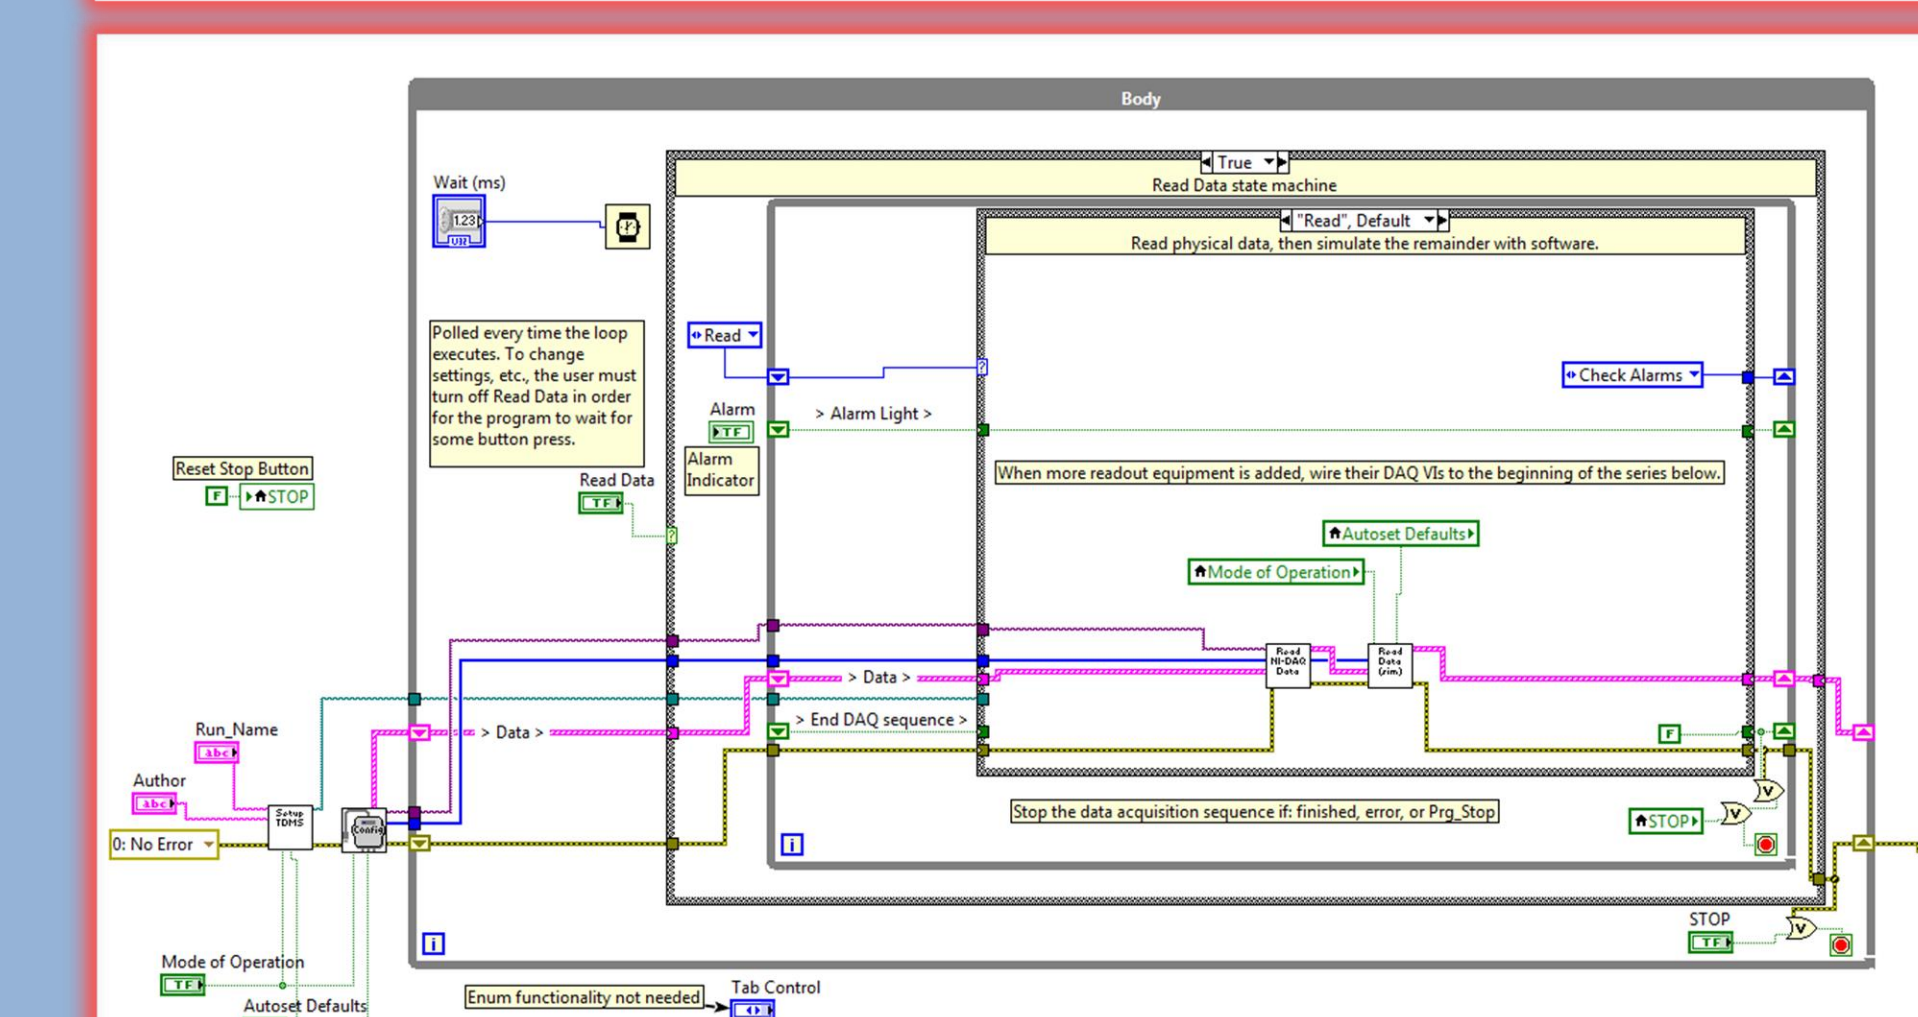 Body
True
Read Data state machine
Wait (ms)
1.23
U32
"Read", Default
Read physical data, then simulate the remainder with software.
Polled every time the loop
executes. To change
settings, etc., the user must
turn off Read Data in order
for the program to wait for
some button press.
Read
Check Alarms
Alarm
TF
> Alarm Light >
Alarm
Indicator
Reset Stop Button
F
STOP
Read Data
TF
When more readout equipment is added, wire their DAQ VIs to the beginning of the series below.
Autoset Defaults
Mode of Operation
Read
NI-DAQ
Data
Read
Data
(rim)
> Data >
> Data >
> End DAQ sequence >
F
Run_Name
abc
Author
abc
Setup
TDMS
Config
0: No Error
Stop the data acquisition sequence if: finished, error, or Prg_Stop
STOP
V
V
i
STOP
TF
V
i
Mode of Operation
TF
Autoset Defaults
Enum functionality not needed
Tab Control